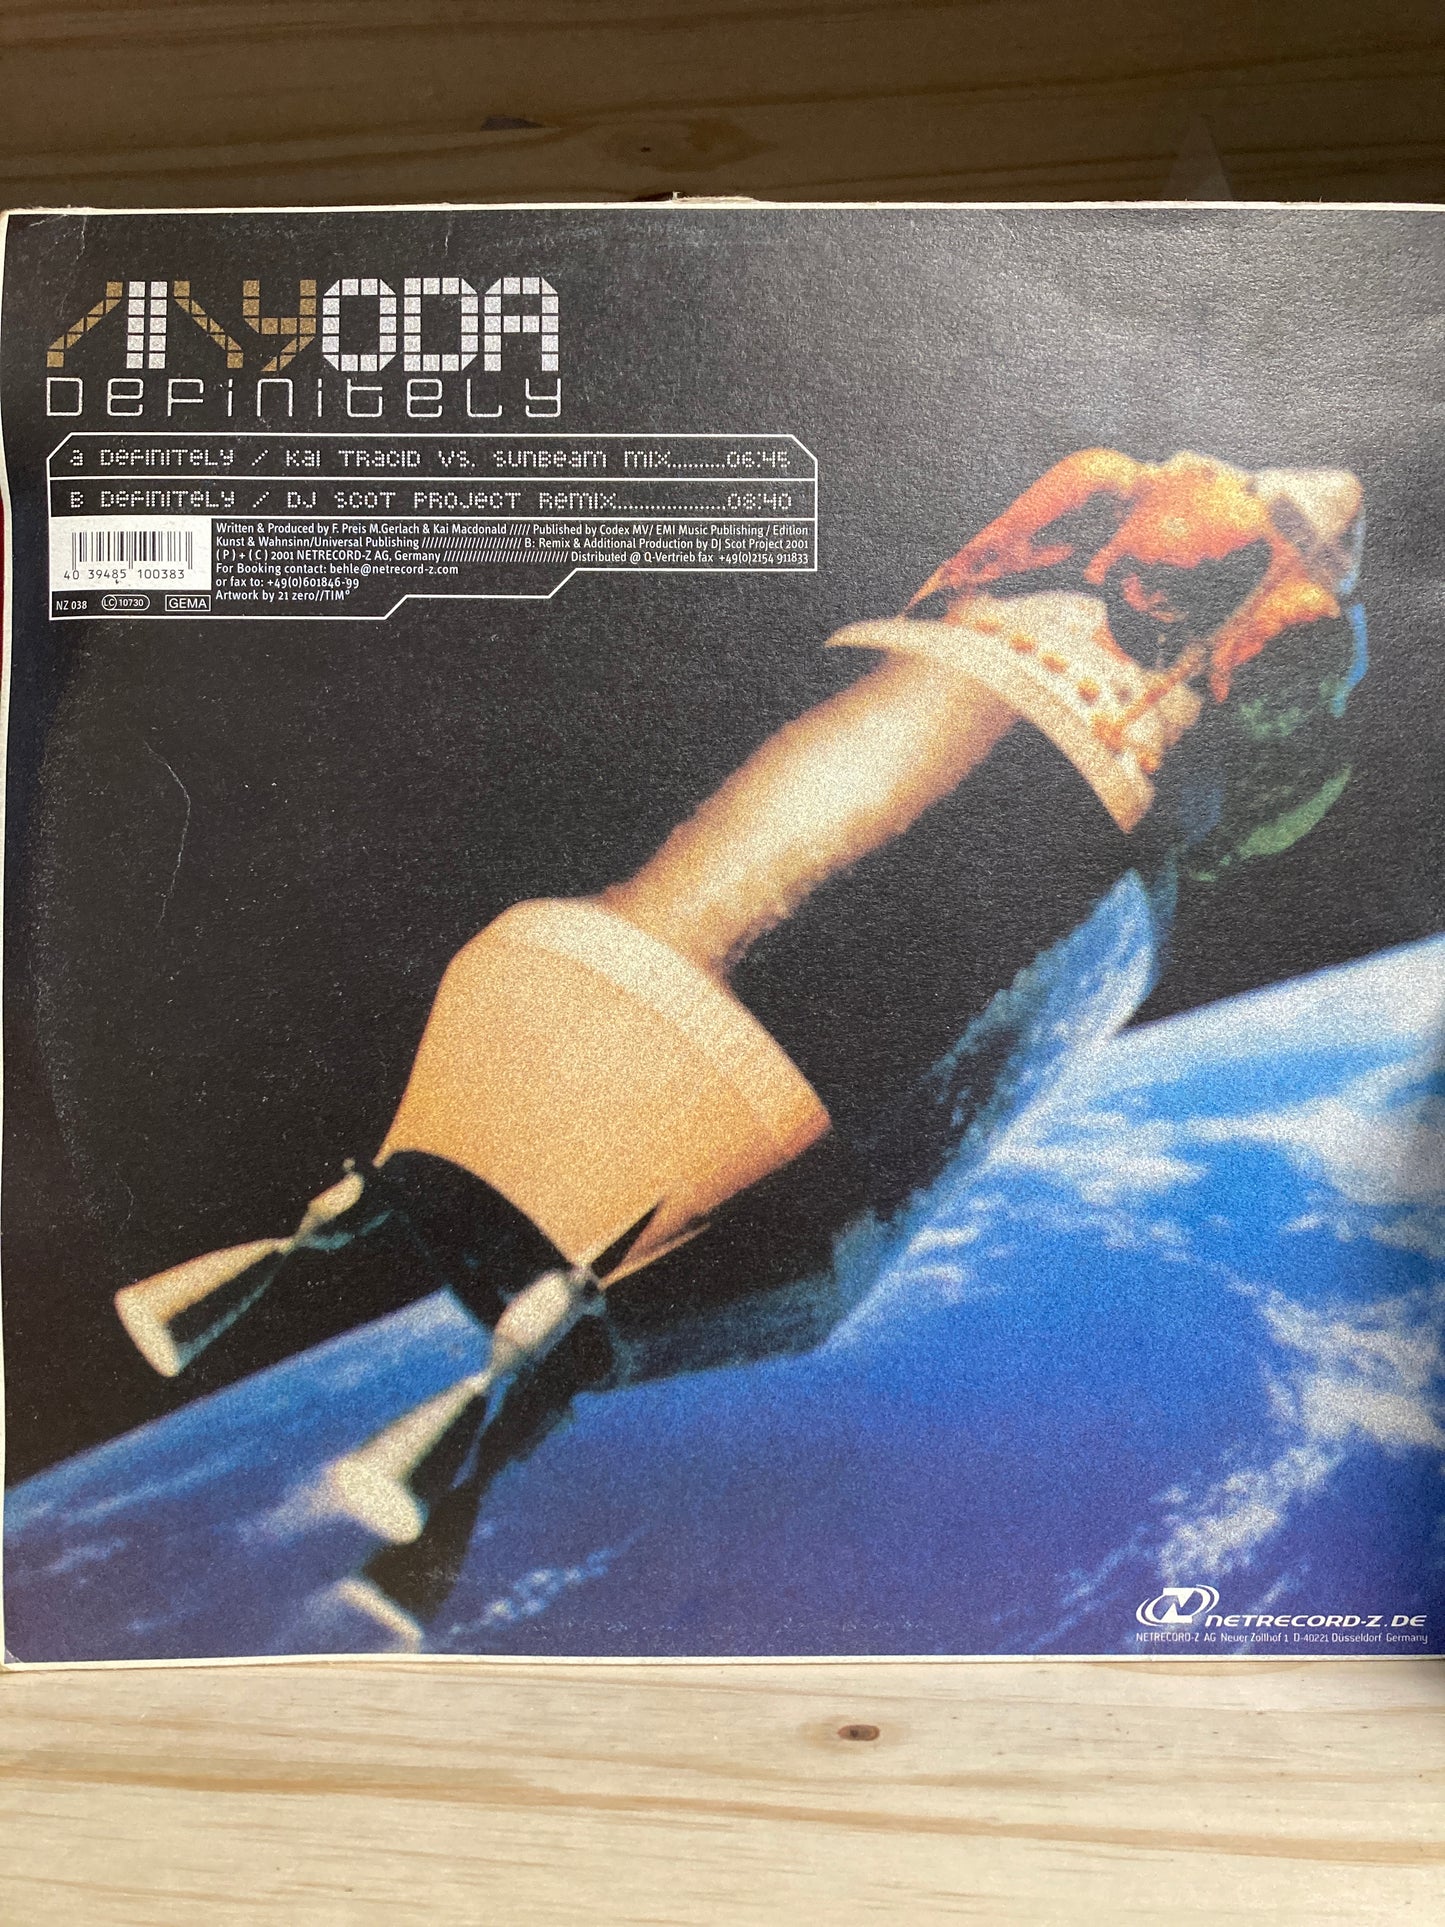 MYODA
Definitely
A Definitely / Kai Tracid vs. Sunbeam Mix..........06:45
B Definitely / DJ Scot Project Remix.....................08:40
Written & Produced by F. Preis M.Gerlach & Kai Macdonald ///// Published by Codex MV/ EMI Music Publishing / Edition
Kunst & Wahnsinn/Universal Publishing //////////////////////// B: Remix & Additional Production by DJ Scot Project 2001
( P ) + ( C ) 2001 NETRECORD-Z AG, Germany ////////////////////////////// Distributed @ Q-Vertrieb fax +49(0)2154 911833
For Booking contact: behle@netrecord-z.com
or fax to: +49(0)601846-99
Artwork by 21 zero//TIM°
40 39485 100383
NZ 038 LC 10730 GEMA
N NETRECORD-Z.DE
NETRECORD-Z AG Neuer Zollhof 1 D-40221 Düsseldorf Germany